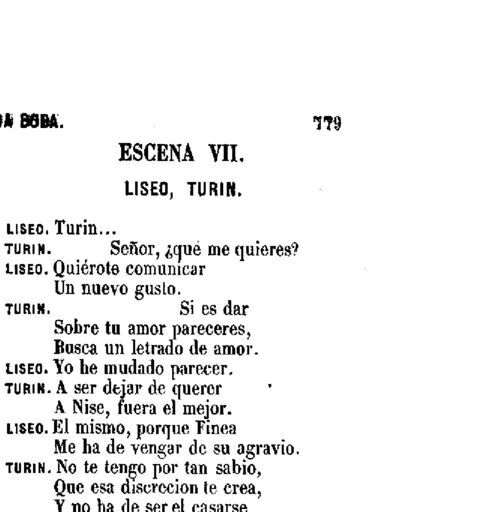 DA BOBA. 779
ESCENA VII.
LISEO, TURIN.
LISEO. Turin...
TURIN. Señor, ¿qué me quieres?
LISEO. Quiérote comunicar
Un nuevo gusto.
TURIN. Si es dar
Sobre tu amor pareceres,
Busca un letrado de amor.
LISEO. Yo he mudado parecer.
TURIN. A ser dejar de querer
A Nise, fuera el mejor.
LISEO. El mismo, porque Finea
Me ha de vengar de su agravio.
TURIN. No te tengo por tan sabio,
Que esa discrecion te crea,
Y no ha de ser el casarse